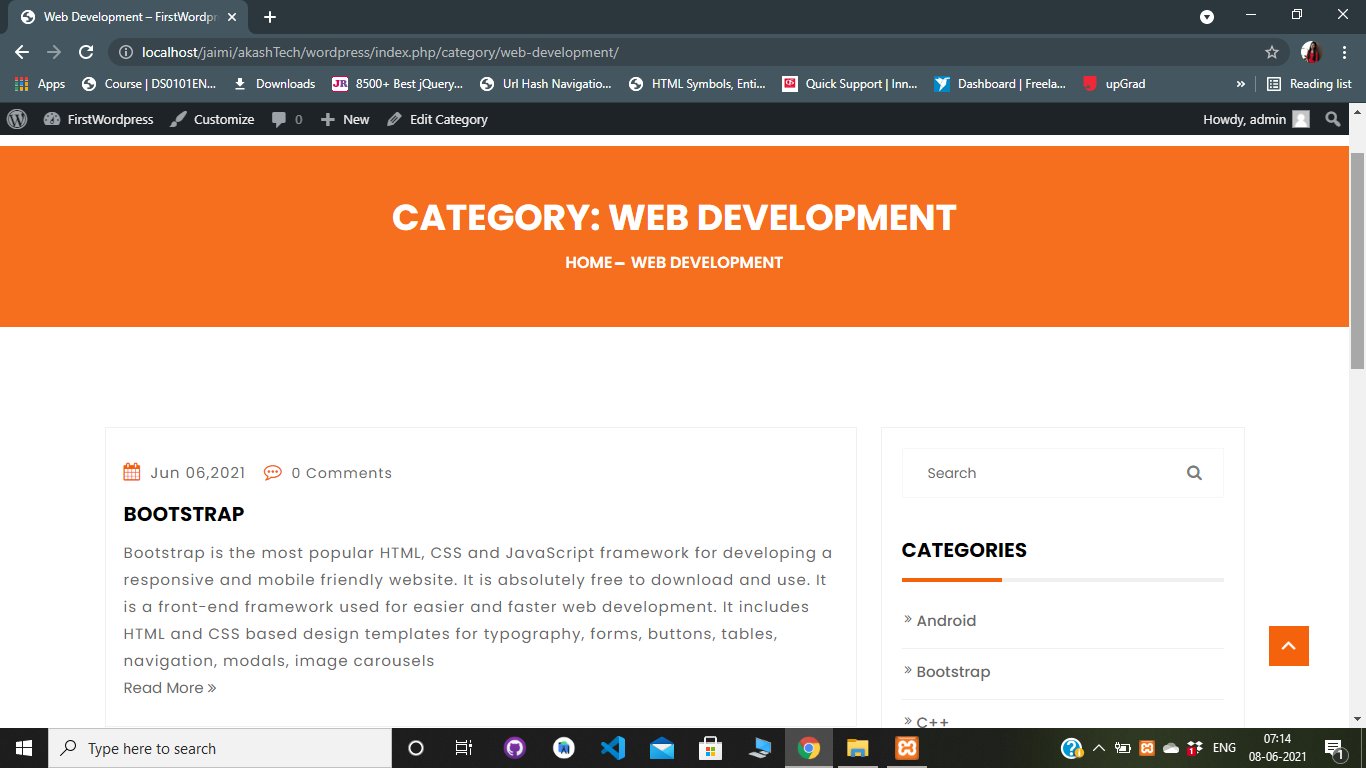 Web Development – FirstWordpr
localhost/jaimi/akashTech/wordpress/index.php/category/web-development/
Apps
Course | DS0101EN...
Downloads
JR 8500+ Best jQuery...
Url Hash Navigatio...
HTML Symbols, Enti...
Quick Support | Inn...
Dashboard | Freela...
upGrad
»
Reading list
FirstWordpress
Customize
0
New
Edit Category
Howdy, admin
CATEGORY: WEB DEVELOPMENT
HOME – WEB DEVELOPMENT
Jun 06,2021
0 Comments
BOOTSTRAP
Bootstrap is the most popular HTML, CSS and JavaScript framework for developing a
responsive and mobile friendly website. It is absolutely free to download and use. It
is a front-end framework used for easier and faster web development. It includes
HTML and CSS based design templates for typography, forms, buttons, tables,
navigation, modals, image carousels
Read More »
Search
CATEGORIES
» Android
» Bootstrap
» C++
Type here to search
ENG
07:14
08-06-2021
1